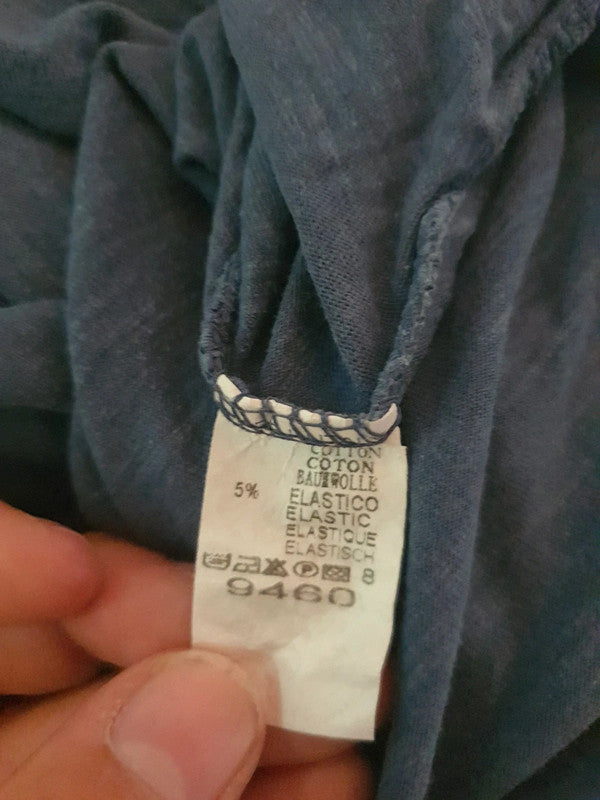 COTTON
COTON
BAUMWOLLE
5% ELASTICO
ELASTIC
ELASTIQUE
ELASTISCH
P 8
9460